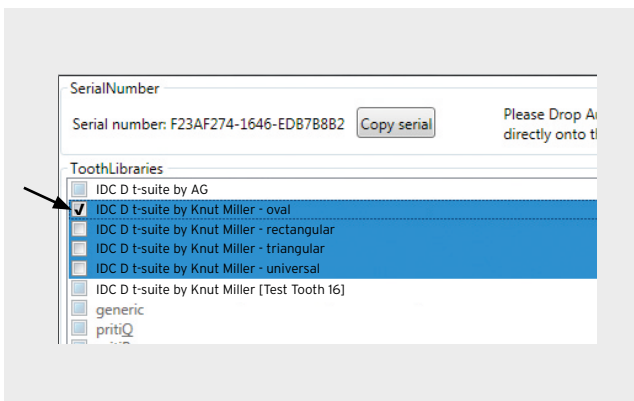 SerialNumber
Serial number: F23AF274-1646-EDB7B8B2 Copy serial Please Drop
directly onto
ToothLibraries
IDC D t-suite by AG
IDC D t-suite by Knut Miller - oval
IDC D t-suite by Knut Miller - rectangular
IDC D t-suite by Knut Miller - triangular
IDC D t-suite by Knut Miller - universal
IDC D t-suite by Knut Miller [Test Tooth 16]
generic
pritiQ